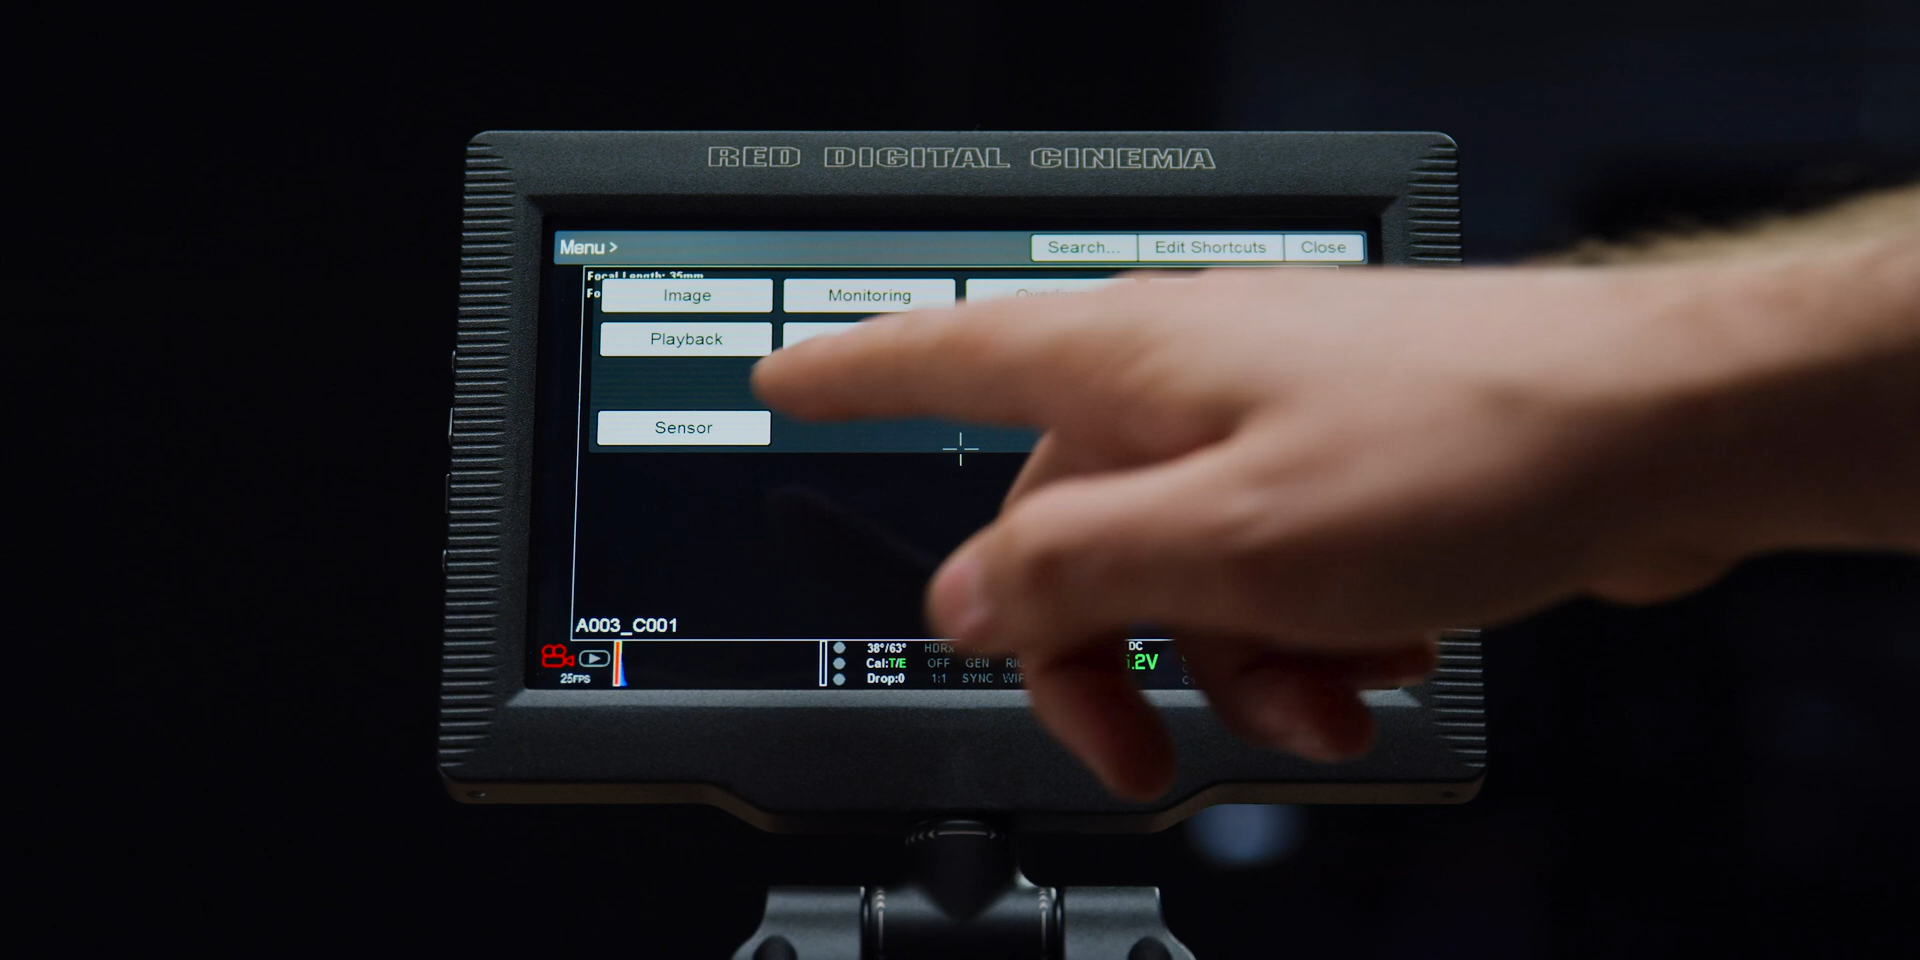 RED DIGITAL CINEMA
Menu >
Search... Edit Shortcuts Close
Focal Length: 35mm
Fo
Image Monitoring
Playback
Sensor
A003_C001
25FPS
38°/63° HDRx
Cal:T/E OFF GEN
Drop:0 1:1 SYNC
DC
.2V